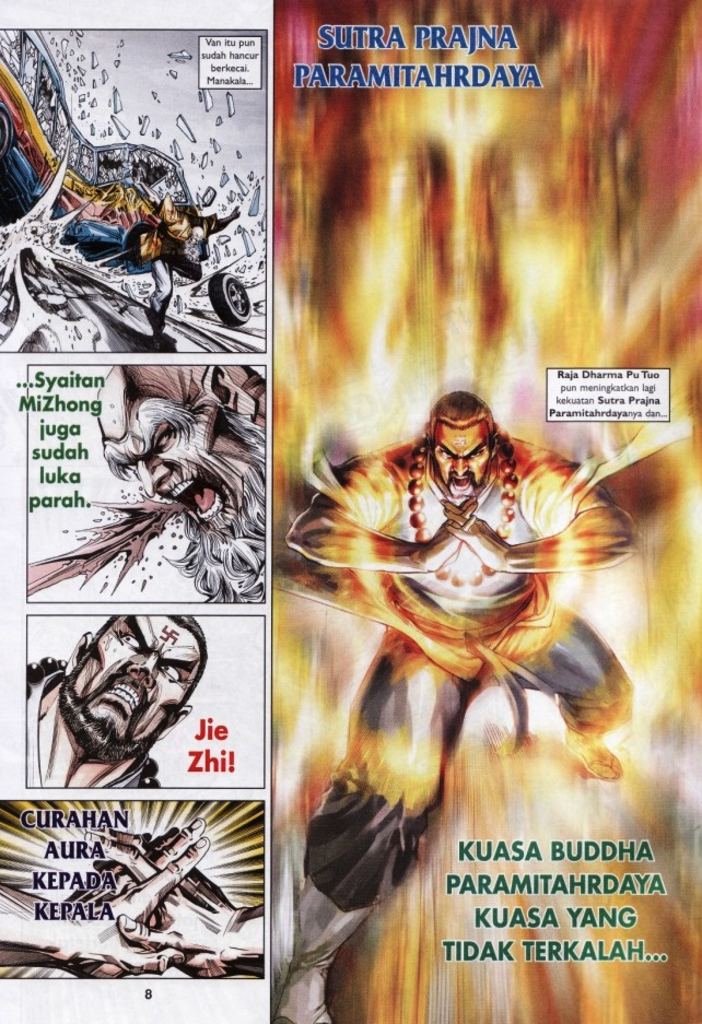 Van itu pun
sudah hancur
berkecai.
Manakala...
...Syaitan
MiZhong
juga
sudah
luka
parah.
Jie
Zhi!
CURAHAN
AURA
KEPADA
KEPALA
8
SUTRA PRAJNA
PARAMITAHRDAYA
Raja Dharma Pu Tuo
pun meningkatkan lagi
kekuatan Sutra Prajna
Paramitahrdayanya dan...
KUASA BUDDHA
PARAMITAHRDAYA
KUASA YANG
TIDAK TERKALAH...